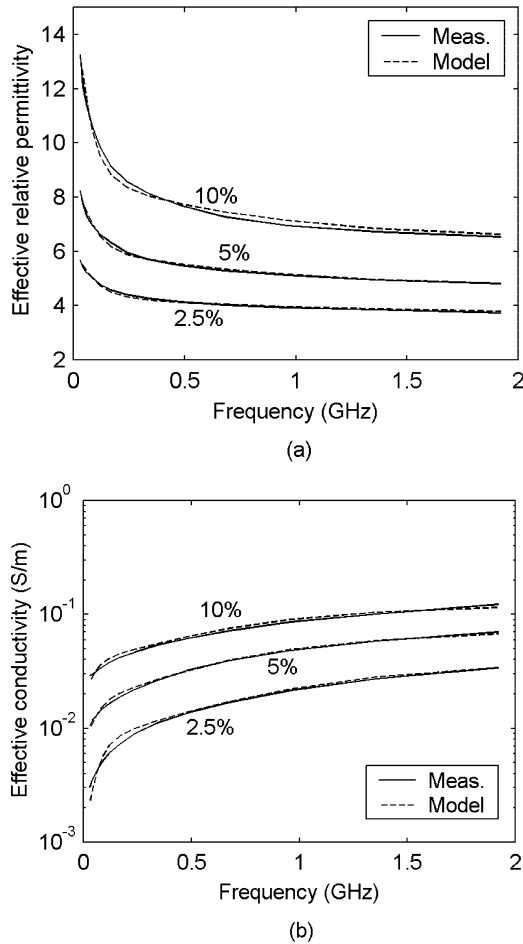 14
12
10
8
6
4
2
Effective relative permittivity
Meas.
Model
10%
5%
2.5%
0
0.5
1
1.5
2
Frequency (GHz)
(a)
10⁰
10⁻¹
10⁻²
10⁻³
Effective conductivity (S/m)
10%
5%
2.5%
Meas.
Model
0
0.5
1
1.5
2
Frequency (GHz)
(b)